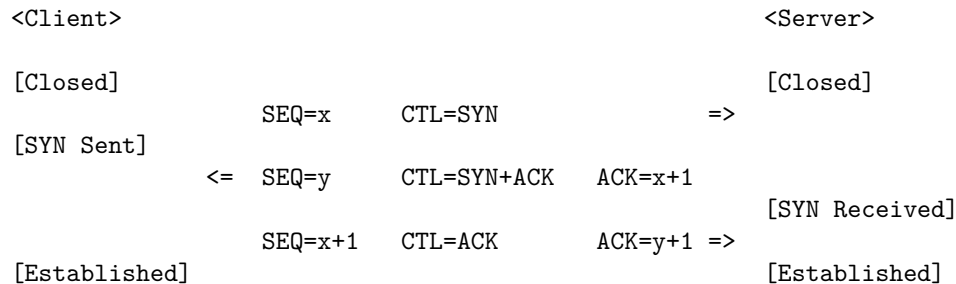 <Client> <Server>
[Closed] [Closed]
SEQ=x CTL=SYN =>
[SYN Sent]
<= SEQ=y CTL=SYN+ACK ACK=x+1
[SYN Received]
SEQ=x+1 CTL=ACK ACK=y+1 =>
[Established] [Established]